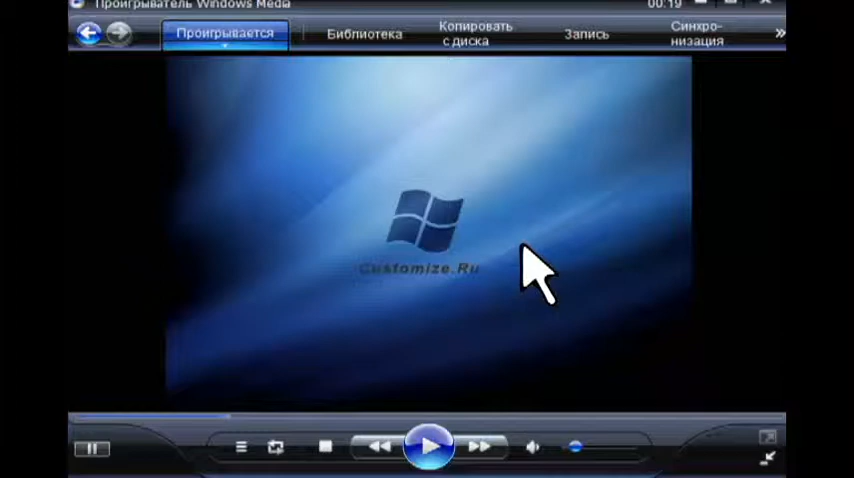 Проигрыватель Windows Media
00:19
Проигрывается
Библиотека
Копировать
с диска
Запись
Синхро-
низация
Customize.Ru